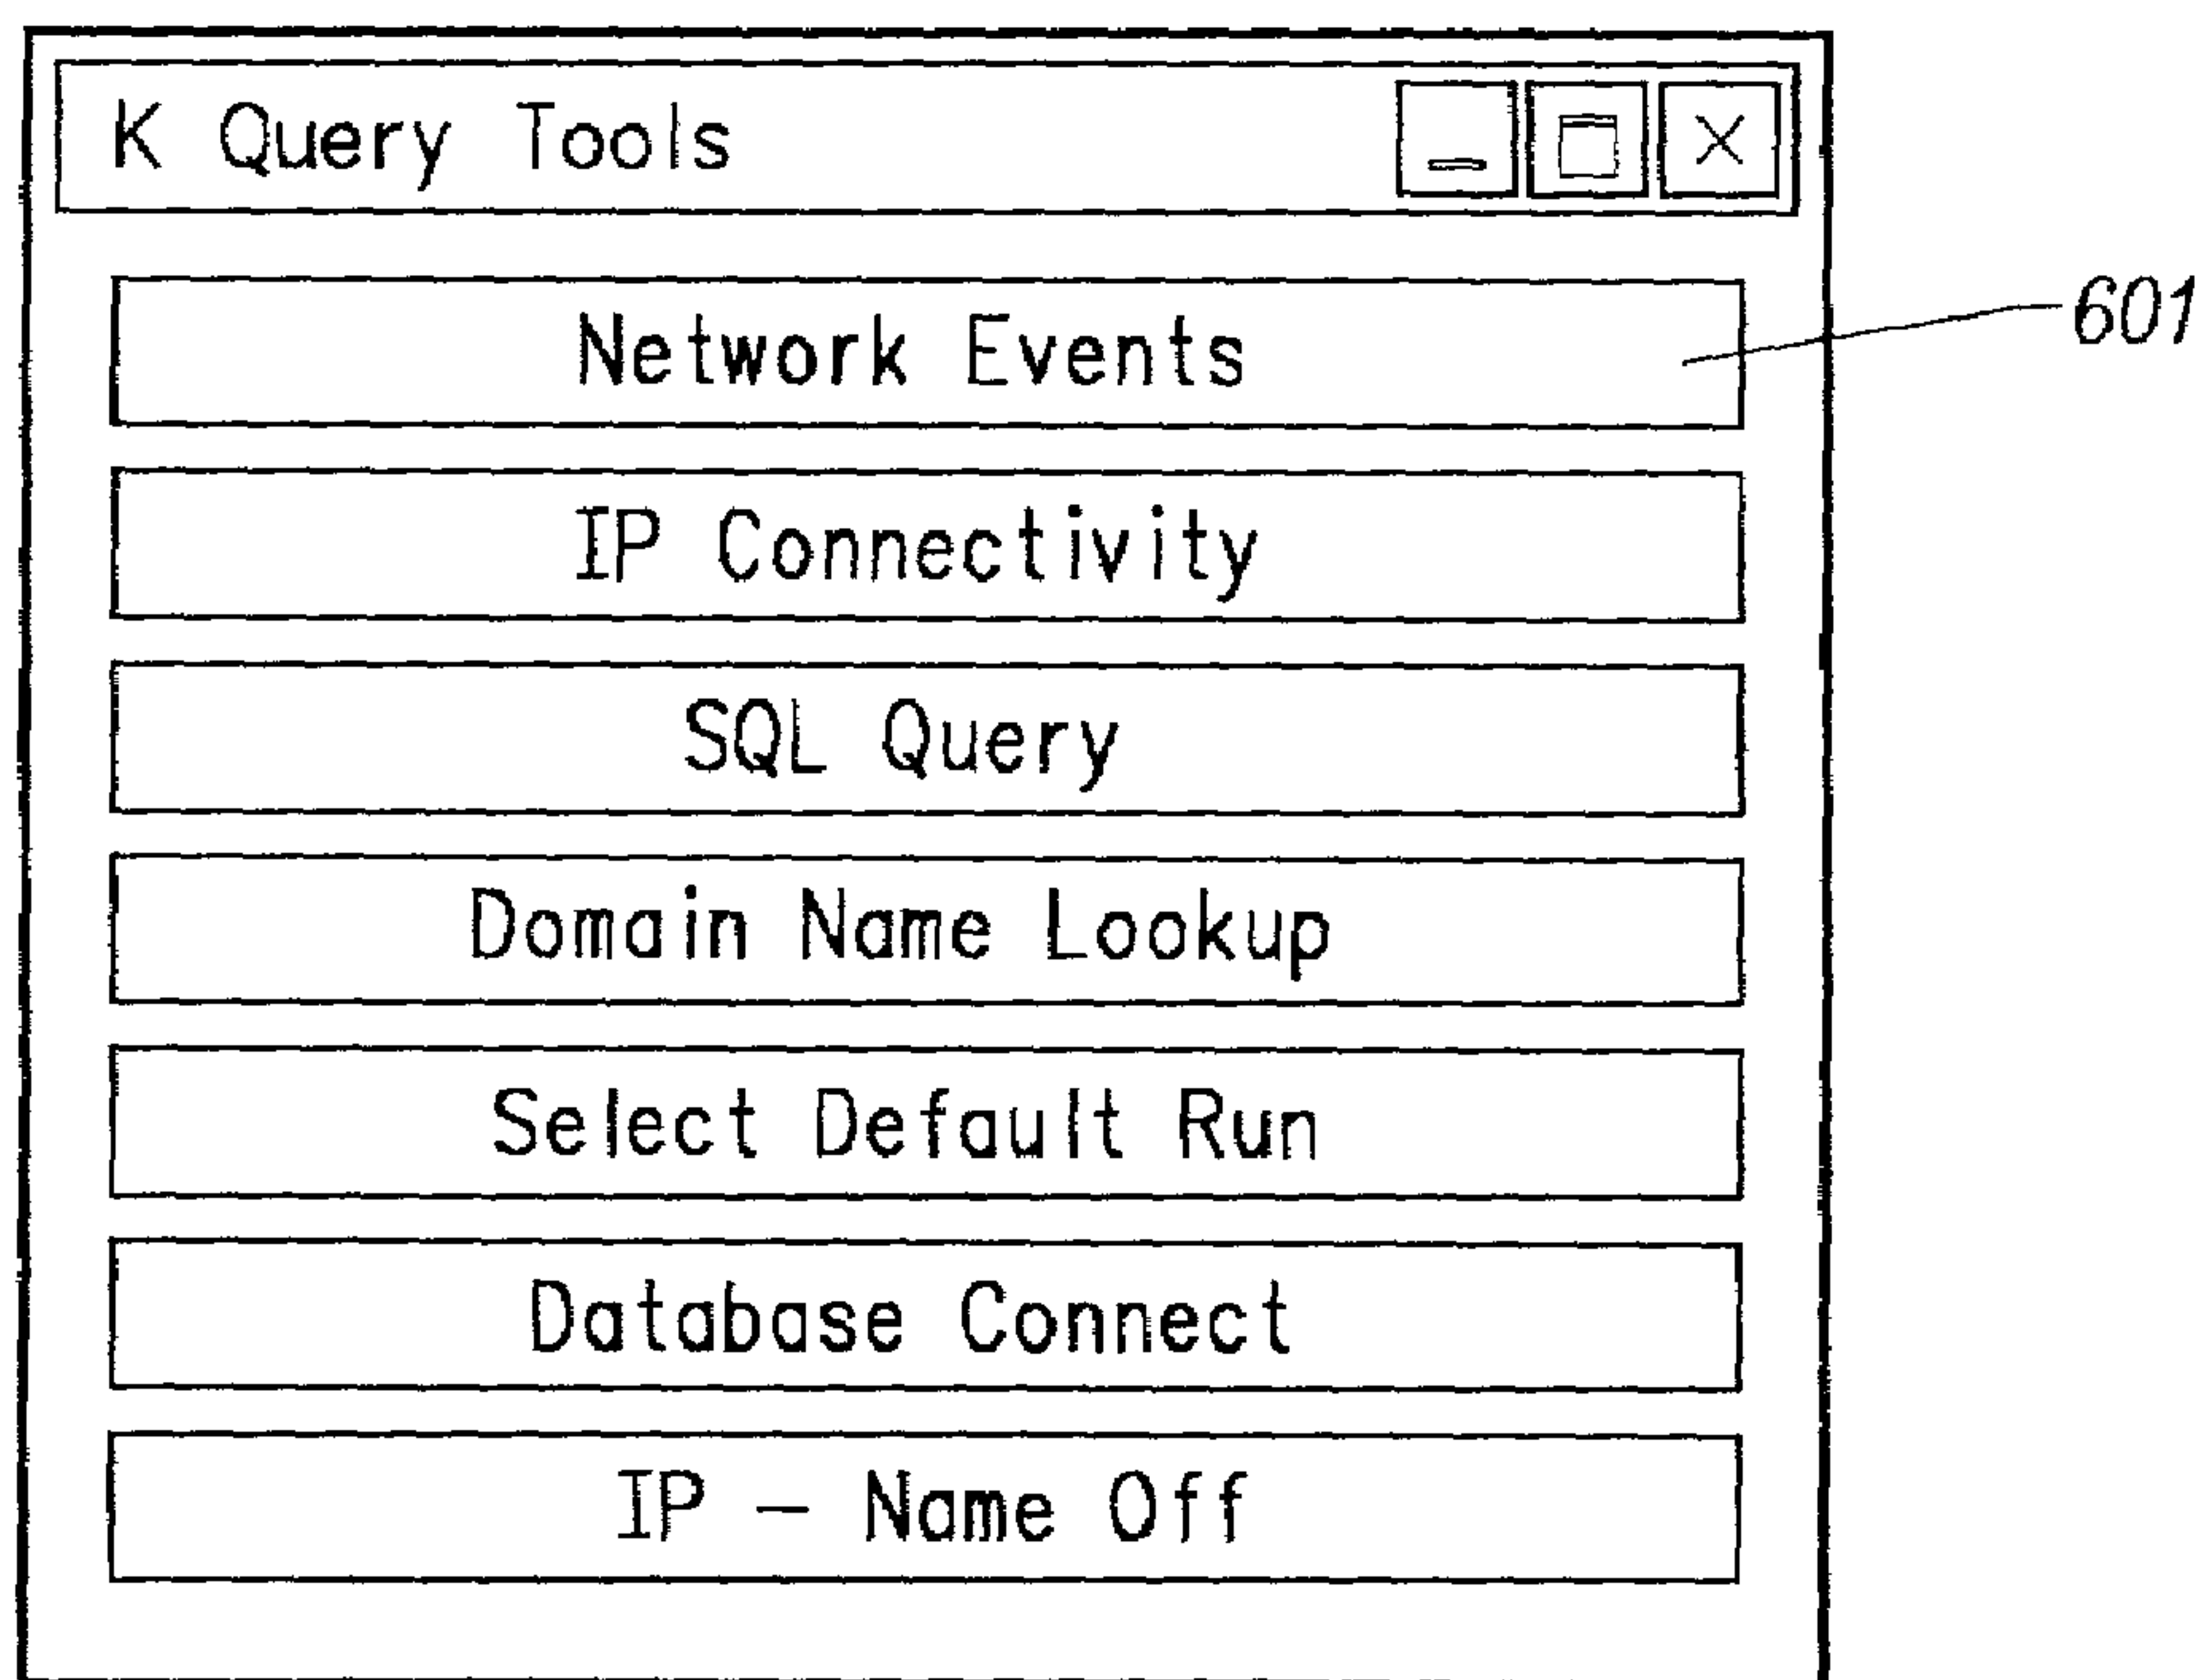 K Query Tools
Network Events
601
IP Connectivity
SQL Query
Domain Name Lookup
Select Default Run
Database Connect
IP – Name Off